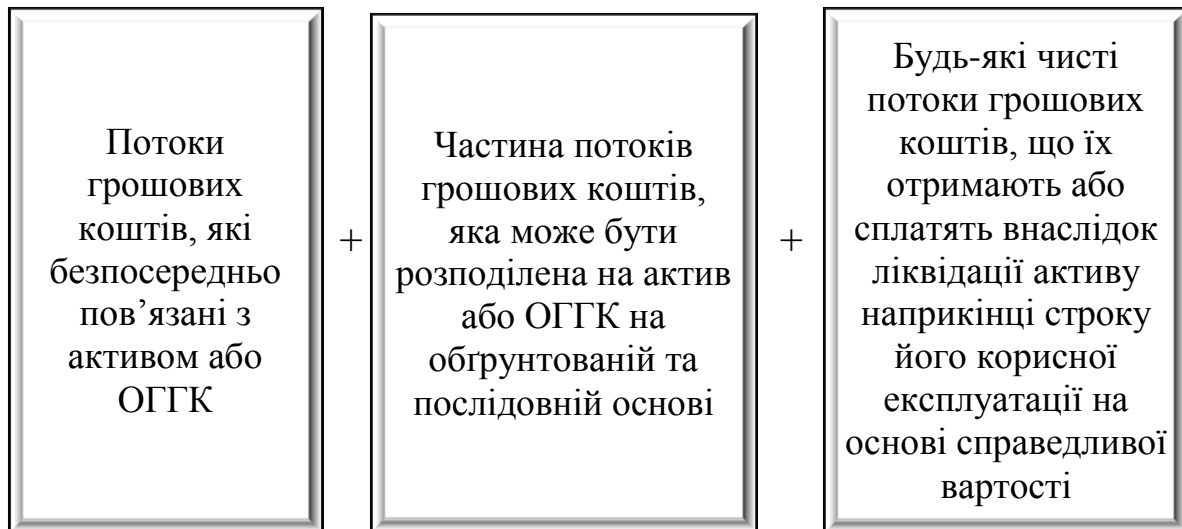 Потоки
грошових
коштів, які
безпосередньо
пов’язані з
активом або
ОГГК
+
Частина потоків
грошових коштів,
яка може бути
розподілена на актив
або ОГГК на
обґрунтованій та
послідовній основі
+
Будь-які чисті
потоки грошових
коштів, що їх
отримають або
сплатять внаслідок
ліквідації активу
наприкінці строку
його корисної
експлуатації на
основі справедливої
вартості